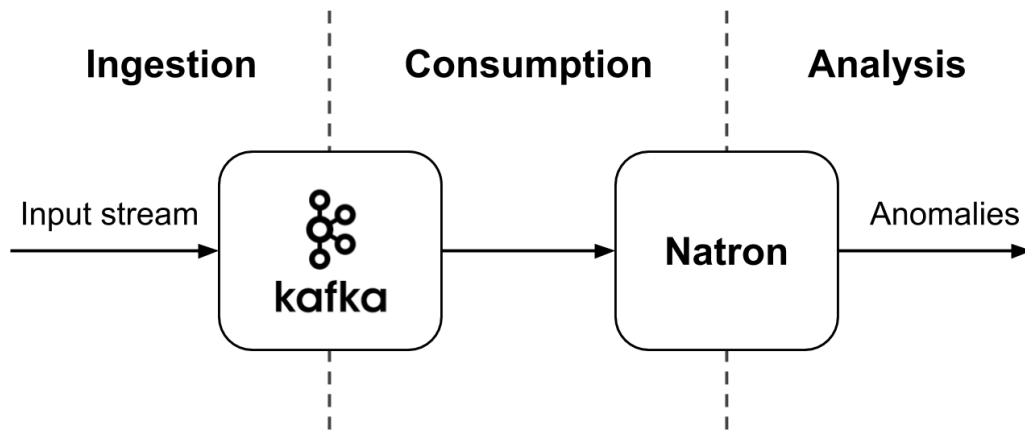 Ingestion
Consumption
Analysis
Input stream
kafka
Natron
Anomalies